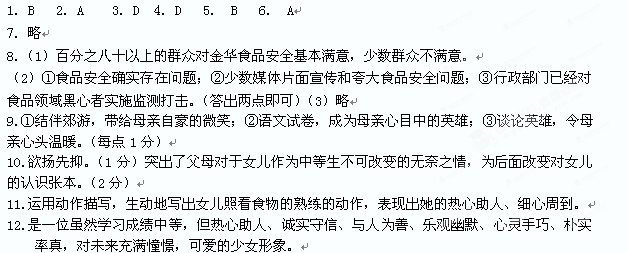 1. B  2. A   3. D 4. D  5.  B  6.  A
7. 略
8.（1）百分之八十以上的群众对金华食品安全基本满意，少数群众不满意。
（2）①食品安全确实存在问题；②少数媒体片面宣传和夸大食品安全问题；③行政部门已经对
食品领域黑心者实施监测打击。（答出两点即可）（3）略
9.①结伴郊游，带给母亲自豪的微笑；②语文试卷，成为母亲心目中的英雄；③谈论英雄，令母
亲心头温暖。（每点1分）
10.欲扬先抑。（1分）突出了父母对于女儿作为中等生不可改变的无奈之情，为后面改变对女儿
的认识张本。（2分）
11.运用动作描写，生动地写出女儿照看食物的熟练的动作，表现出她的热心助人、细心周到。
12.是一位虽然学习成绩中等，但热心助人、诚实守信、与人为善、乐观幽默、心灵手巧、朴实
率真，对未来充满憧憬，可爱的少女形象。